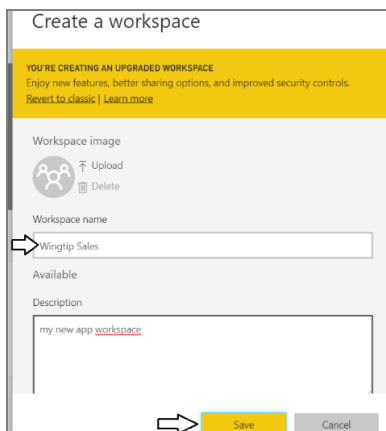 Create a workspace
YOU'RE CREATING AN UPGRADED WORKSPACE
Enjoy new features, better sharing options, and improved security controls.
Revert to classic | Learn more
Workspace image
Upload
Delete
Workspace name
Wingtip Sales
Available
Description
my new app workspace
Save Cancel